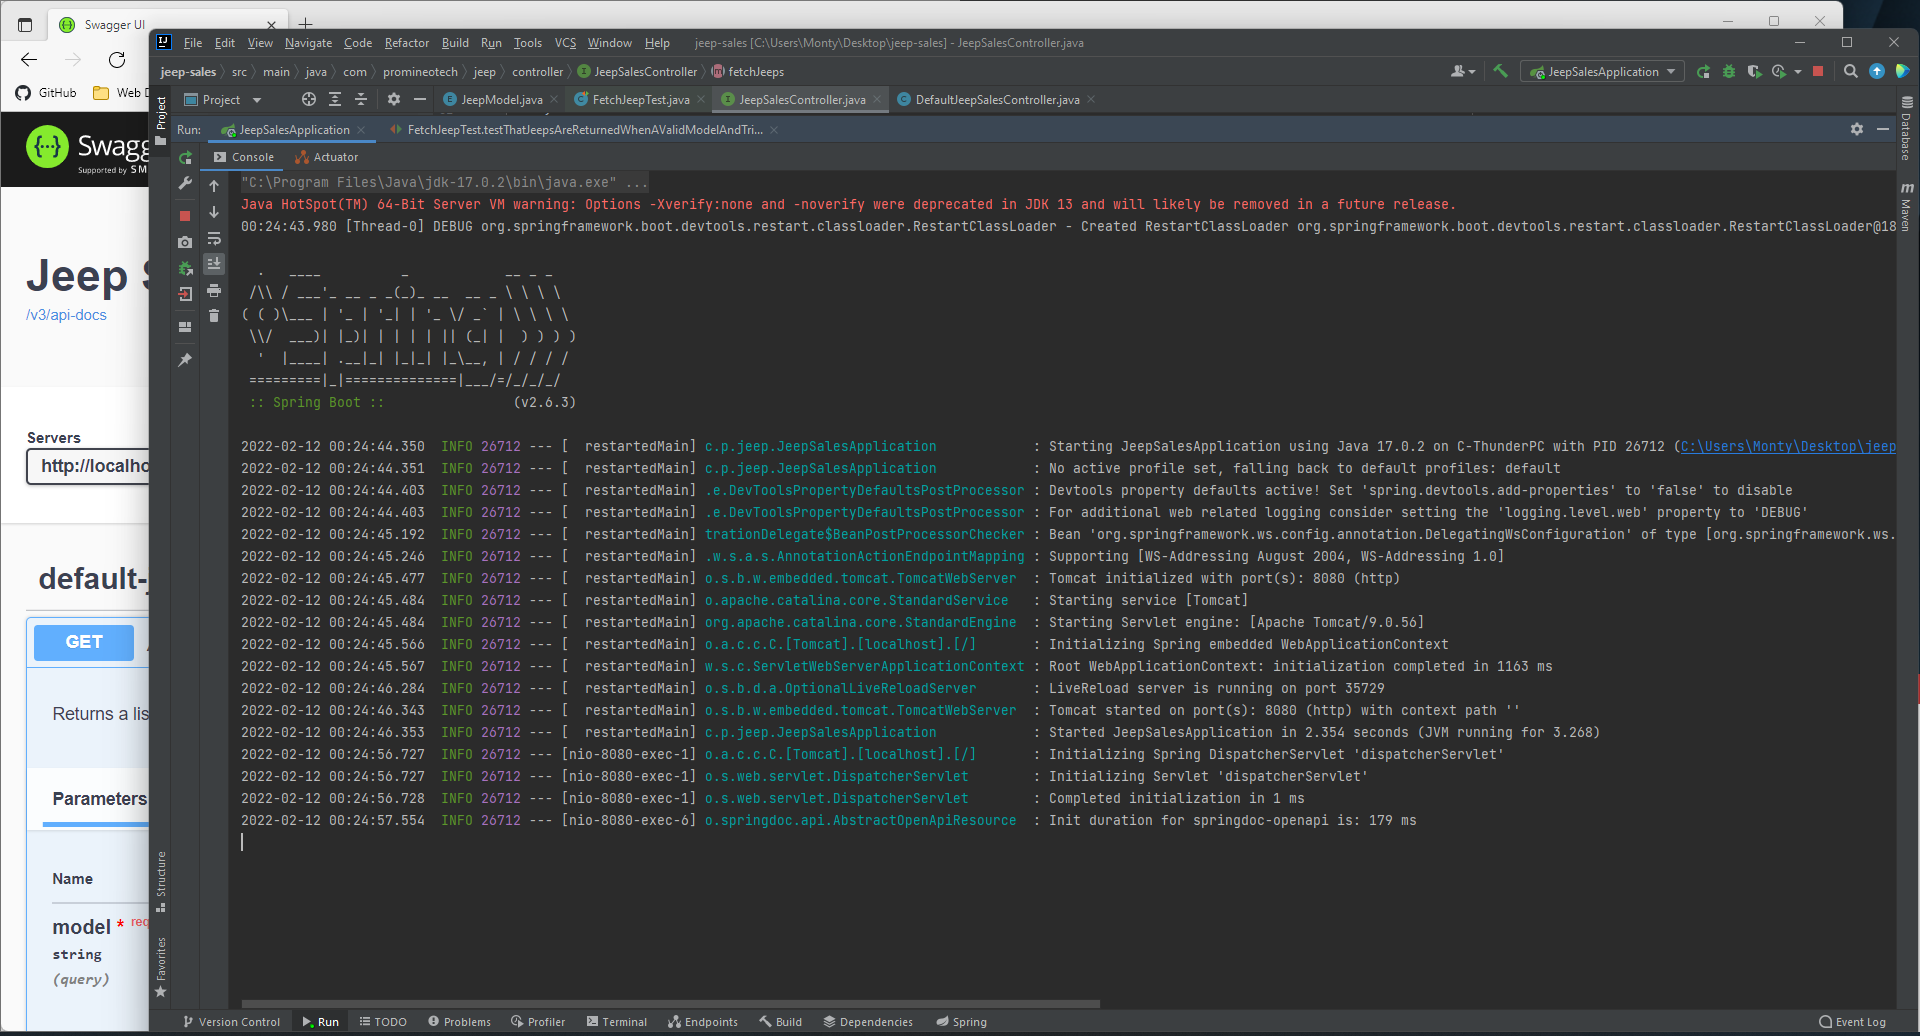 Swagger UI
File Edit View Navigate Code Refactor Build Run Tools VCS Window Help jeep-sales [C:\Users\Monty\Desktop\jeep-sales] - JeepSalesController.java
jeep-sales src main java com promineotech jeep controller JeepSalesController fetchJeeps
JeepSalesApplication
GitHub Web D
Project JeepModel.java FetchJeepTest.java JeepSalesController.java DefaultJeepSalesController.java
Run: JeepSalesApplication FetchJeepTest.testThatJeepsAreReturnedWhenAValidModelAndTri...
Console Actuator
"C:\Program Files\Java\jdk-17.0.2\bin\java.exe" ...
Java HotSpot(TM) 64-Bit Server VM warning: Options -Xverify:none and -noverify were deprecated in JDK 13 and will likely be removed in a future release.
00:24:43.980 [Thread-0] DEBUG org.springframework.boot.devtools.restart.classloader.RestartClassLoader - Created RestartClassLoader org.springframework.boot.devtools.restart.classloader.RestartClassLoader@18
  .   ____          _            __ _ _
 /\\ / ___'_ __ _ _(_)_ __  __ _ \ \ \ \
( ( )\___ | '_ | '_| | '_ \/ _` | \ \ \ \
 \\/  ___)| |_)| | | | | || (_| |  ) ) ) )
  '  |____| .__|_| |_|_| |_\__, | / / / /
 =========|_|==============|___/=/_/_/_/
 :: Spring Boot ::                (v2.6.3)
2022-02-12 00:24:44.350  INFO 26712 --- [  restartedMain] c.p.jeep.JeepSalesApplication            : Starting JeepSalesApplication using Java 17.0.2 on C-ThunderPC with PID 26712 (C:\Users\Monty\Desktop\jeep
2022-02-12 00:24:44.351  INFO 26712 --- [  restartedMain] c.p.jeep.JeepSalesApplication            : No active profile set, falling back to default profiles: default
2022-02-12 00:24:44.403  INFO 26712 --- [  restartedMain] .e.DevToolsPropertyDefaultsPostProcessor : Devtools property defaults active! Set 'spring.devtools.add-properties' to 'false' to disable
2022-02-12 00:24:44.403  INFO 26712 --- [  restartedMain] .e.DevToolsPropertyDefaultsPostProcessor : For additional web related logging consider setting the 'logging.level.web' property to 'DEBUG'
2022-02-12 00:24:45.192  INFO 26712 --- [  restartedMain] trationDelegate$BeanPostProcessorChecker : Bean 'org.springframework.ws.config.annotation.DelegatingWsConfiguration' of type [org.springframework.ws.
2022-02-12 00:24:45.246  INFO 26712 --- [  restartedMain] .w.s.a.s.AnnotationActionEndpointMapping : Supporting [WS-Addressing August 2004, WS-Addressing 1.0]
2022-02-12 00:24:45.477  INFO 26712 --- [  restartedMain] o.s.b.w.embedded.tomcat.TomcatWebServer  : Tomcat initialized with port(s): 8080 (http)
2022-02-12 00:24:45.484  INFO 26712 --- [  restartedMain] o.apache.catalina.core.StandardService   : Starting service [Tomcat]
2022-02-12 00:24:45.484  INFO 26712 --- [  restartedMain] org.apache.catalina.core.StandardEngine  : Starting Servlet engine: [Apache Tomcat/9.0.56]
2022-02-12 00:24:45.566  INFO 26712 --- [  restartedMain] o.a.c.c.C.[Tomcat].[localhost].[/]       : Initializing Spring embedded WebApplicationContext
2022-02-12 00:24:45.567  INFO 26712 --- [  restartedMain] w.s.c.ServletWebServerApplicationContext : Root WebApplicationContext: initialization completed in 1163 ms
2022-02-12 00:24:46.284  INFO 26712 --- [  restartedMain] o.s.b.d.a.OptionalLiveReloadServer       : LiveReload server is running on port 35729
2022-02-12 00:24:46.343  INFO 26712 --- [  restartedMain] o.s.b.w.embedded.tomcat.TomcatWebServer  : Tomcat started on port(s): 8080 (http) with context path ''
2022-02-12 00:24:46.353  INFO 26712 --- [  restartedMain] c.p.jeep.JeepSalesApplication            : Started JeepSalesApplication in 2.354 seconds (JVM running for 3.268)
2022-02-12 00:24:56.727  INFO 26712 --- [nio-8080-exec-1] o.a.c.c.C.[Tomcat].[localhost].[/]       : Initializing Spring DispatcherServlet 'dispatcherServlet'
2022-02-12 00:24:56.727  INFO 26712 --- [nio-8080-exec-1] o.s.web.servlet.DispatcherServlet        : Initializing Servlet 'dispatcherServlet'
2022-02-12 00:24:56.728  INFO 26712 --- [nio-8080-exec-1] o.s.web.servlet.DispatcherServlet        : Completed initialization in 1 ms
2022-02-12 00:24:57.554  INFO 26712 --- [nio-8080-exec-6] o.springdoc.api.AbstractOpenApiResource  : Init duration for springdoc-openapi is: 179 ms
Swagg
Supported by SM
Jeep S
/v3/api-docs
Servers
http://localho
default-j
GET
Returns a lis
Parameters
Name
model * req
string
(query)
Project
Structure
Favorites
Database
Maven
Version Control Run TODO Problems Profiler Terminal Endpoints Build Dependencies Spring Event Log